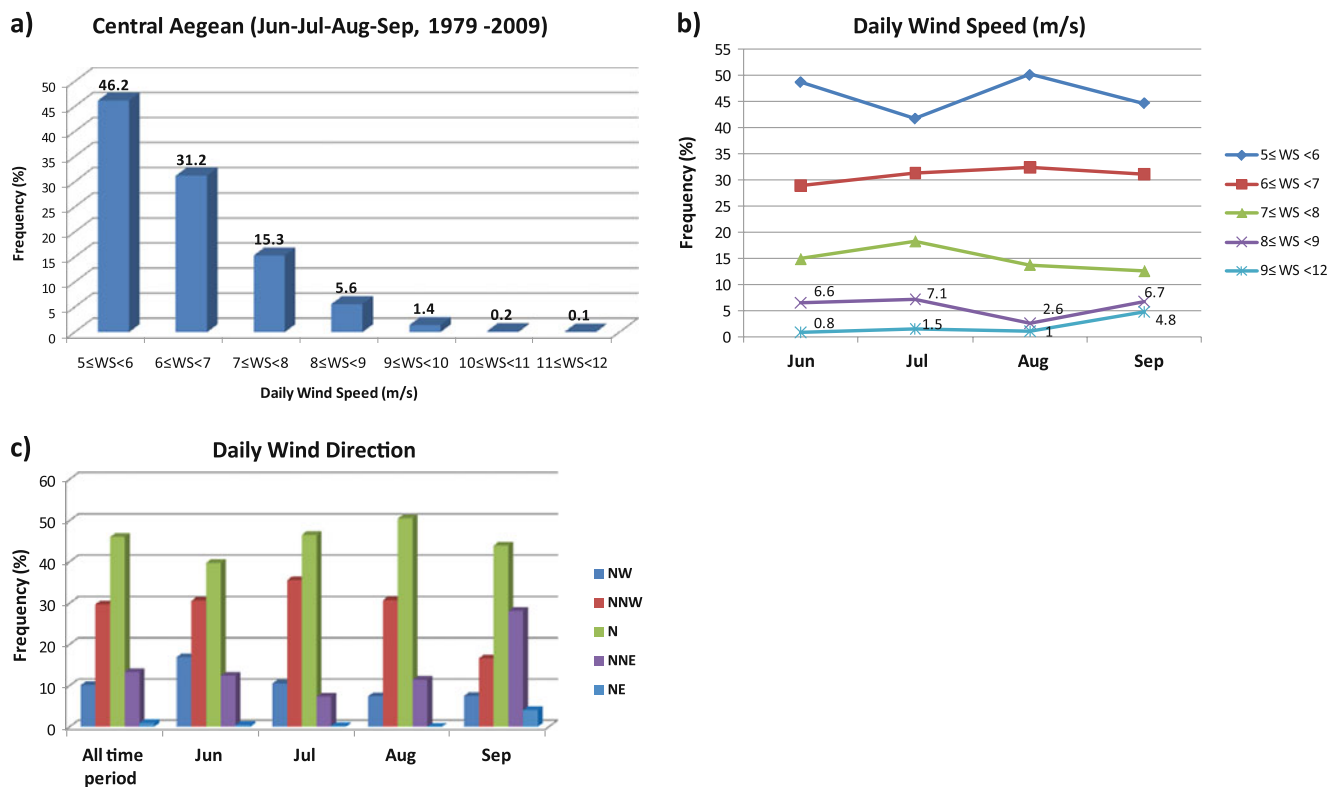 a)
Central Aegean (Jun-Jul-Aug-Sep, 1979 -2009)
Frequency (%)
50
45
40
35
30
25
20
15
10
5
0
46.2
31.2
15.3
5.6
1.4
0.2
0.1
5≤WS<6 6≤WS<7 7≤WS<8 8≤WS<9 9≤WS<10 10≤WS<11 11≤WS<12
Daily Wind Speed (m/s)
b)
Daily Wind Speed (m/s)
Frequency (%)
55
50
45
40
35
30
25
20
15
10
5
0
6.6
7.1
2.6
6.7
0.8
1.5
1
4.8
Jun Jul Aug Sep
5≤ WS <6
6≤ WS <7
7≤ WS <8
8≤ WS <9
9≤ WS <12
c)
Daily Wind Direction
Frequency (%)
60
50
40
30
20
10
0
All time Jun Jul Aug Sep
period
NW
NNW
N
NNE
NE